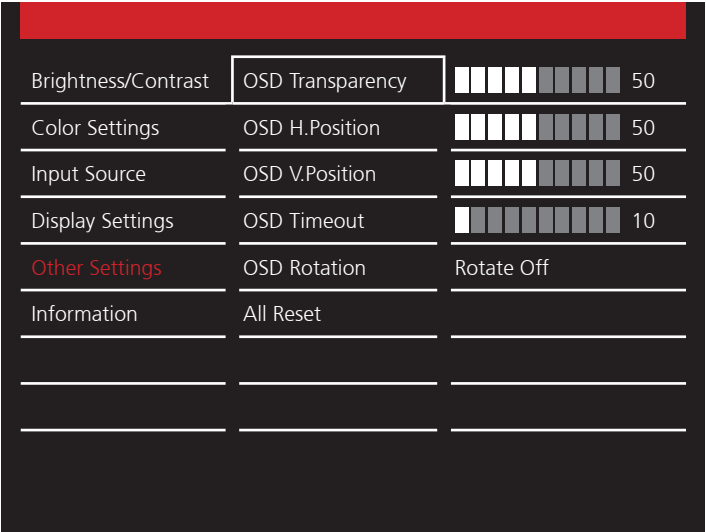 Brightness/Contrast OSD Transparency 50
Color Settings OSD H.Position 50
Input Source OSD V.Position 50
Display Settings OSD Timeout 10
Other Settings OSD Rotation Rotate Off
Information All Reset